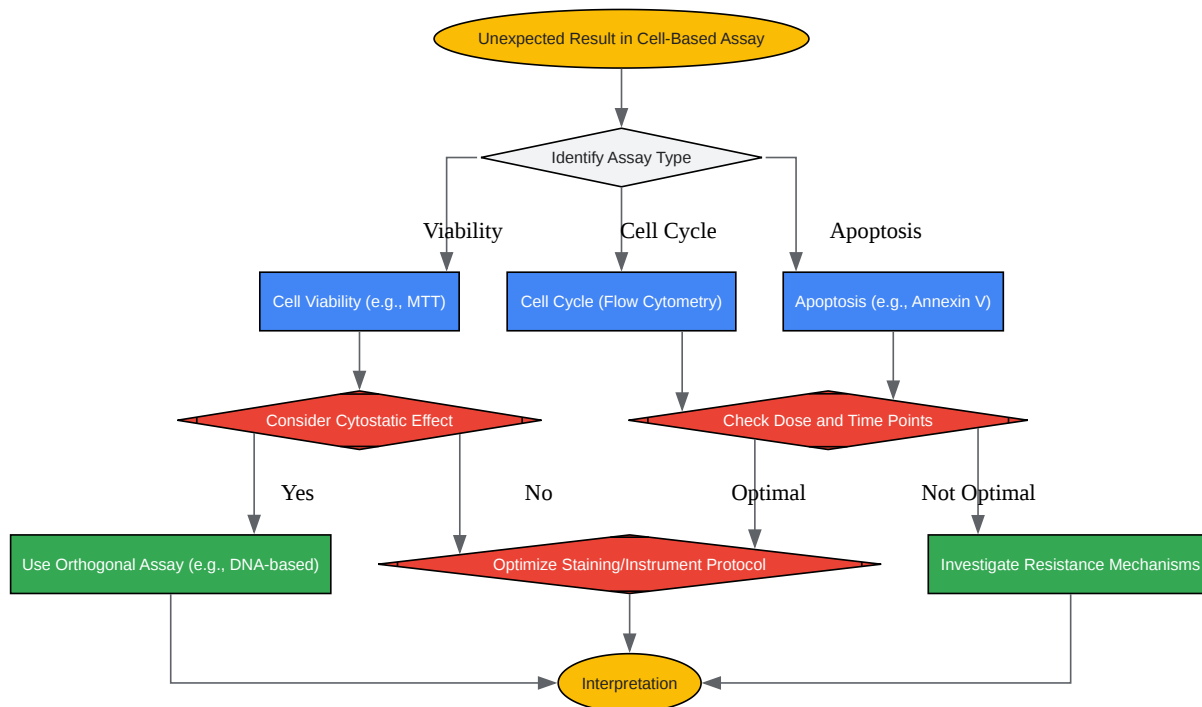 Unexpected Result in Cell-Based Assay
Identify Assay Type
Viability
Cell Cycle
Apoptosis
Cell Viability (e.g., MTT)
Cell Cycle (Flow Cytometry)
Apoptosis (e.g., Annexin V)
Consider Cytostatic Effect
Check Dose and Time Points
Yes
No
Optimal
Not Optimal
Use Orthogonal Assay (e.g., DNA-based)
Optimize Staining/Instrument Protocol
Investigate Resistance Mechanisms
Interpretation